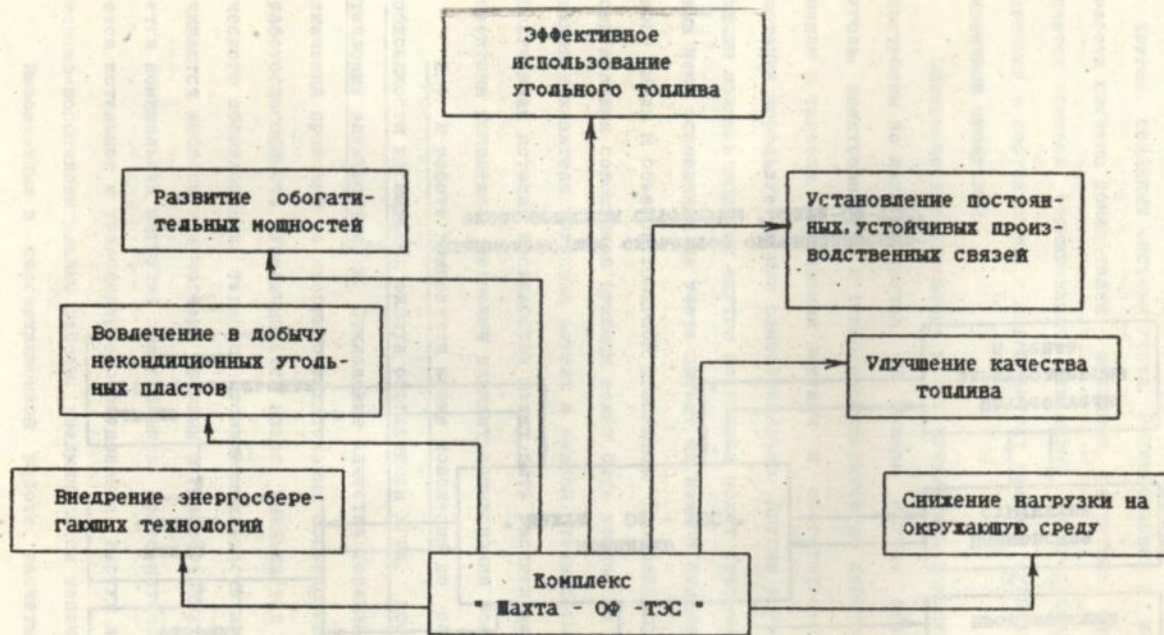 Эффективное
использование
угольного топлива
Развитие обогати-
тельных мощностей
Установление постоян-
ных, устойчивых произ-
водственных связей
Вовлечение в добычу
некондиционных уголь-
ных пластов
Улучшение качества
топлива
Внедрение энергосбере-
гающих технологий
Снижение нагрузки на
окружающую среду
Комплекс
" Шахта - ОФ -ТЭС "